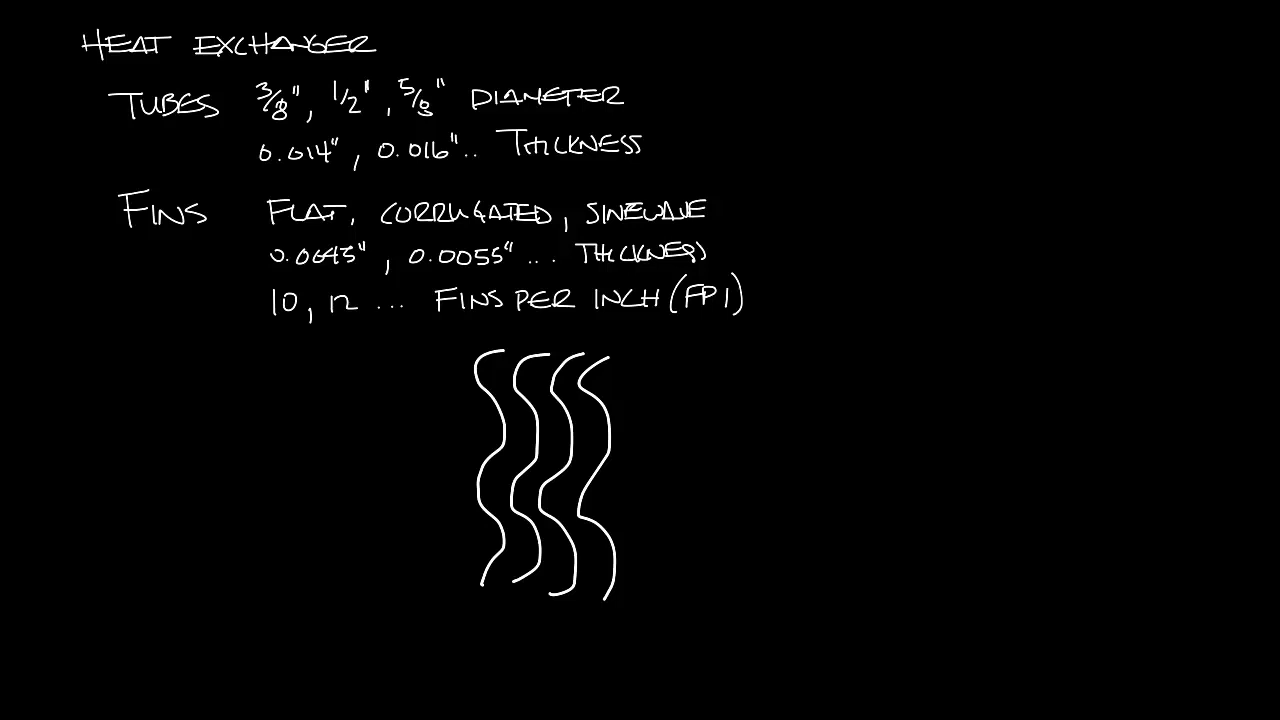 HEAT EXCHANGER
TUBES 3/8", 1/2", 5/8" DIAMETER
0.014", 0.016".. THICKNESS
FINS FLAT, CORRUGATED, SINEWAVE
0.0045", 0.0055" ... THICKNESS
10, 12 ... FINS PER INCH (FPI)